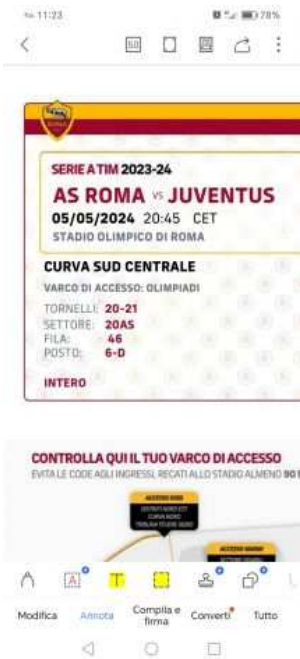 11:23
78%
SERIE A TIM 2023-24
AS ROMA vs JUVENTUS
05/05/2024 20:45 CET
STADIO OLIMPICO DI ROMA
CURVA SUD CENTRALE
VARCO DI ACCESSO: OLIMPIADI
TORNELLI: 20-21
SETTORE: 20AS
FILA: 46
POSTO: 6-D
INTERO
CONTROLLA QUI IL TUO VARCO DI ACCESSO
EVITA LE CODE AGLI INGRESSI, RECATI ALLO STADIO ALMENO 90
Modifica Annota Compila e firma Converti Tutto